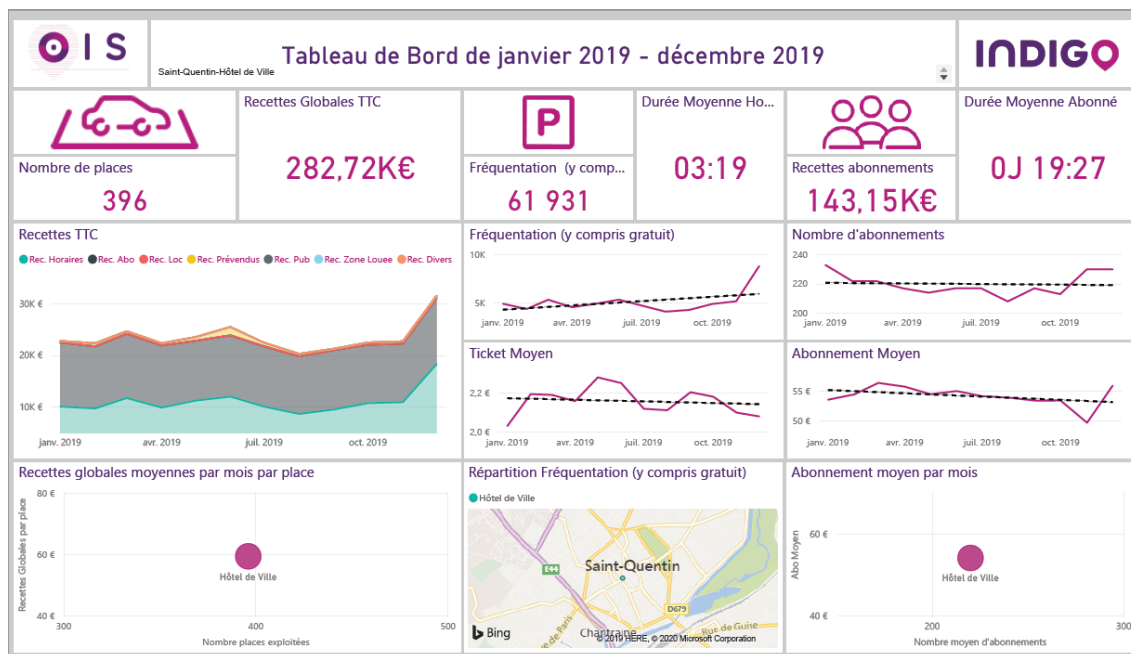 OIS
Saint-Quentin-Hôtel de Ville
Tableau de Bord de janvier 2019 - décembre 2019
INDIGO
Nombre de places
396
Recettes Globales TTC
282,72K€
P
Fréquentation (y comp...
61 931
Durée Moyenne Ho...
03:19
Recettes abonnements
143,15K€
Durée Moyenne Abonné
0J 19:27
Recettes TTC
Rec. Horaires Rec. Abo Rec. Loc Rec. Prévendus Rec. Pub Rec. Zone Louee Rec. Divers
30K €
20K €
10K €
janv. 2019 avr. 2019 juil. 2019 oct. 2019
Fréquentation (y compris gratuit)
10K
5K
janv. 2019 avr. 2019 juil. 2019 oct. 2019
Nombre d'abonnements
240
220
200
janv. 2019 avr. 2019 juil. 2019 oct. 2019
Ticket Moyen
2,2 €
2,0 €
janv. 2019 avr. 2019 juil. 2019 oct. 2019
Abonnement Moyen
55 €
50 €
janv. 2019 avr. 2019 juil. 2019 oct. 2019
Recettes globales moyennes par mois par place
Recettes Globales par place
80 €
60 €
40 €
Hôtel de Ville
300 400 500
Nombre places exploitées
Répartition Fréquentation (y compris gratuit)
Hôtel de Ville
E44
Saint-Quentin
D679
Bing
de Paris
Chantraine
Rue de Guise
© 2019 HERE, © 2020 Microsoft Corporation
Abonnement moyen par mois
Abo Moyen
60 €
40 €
Hôtel de Ville
200 300
Nombre moyen d'abonnements